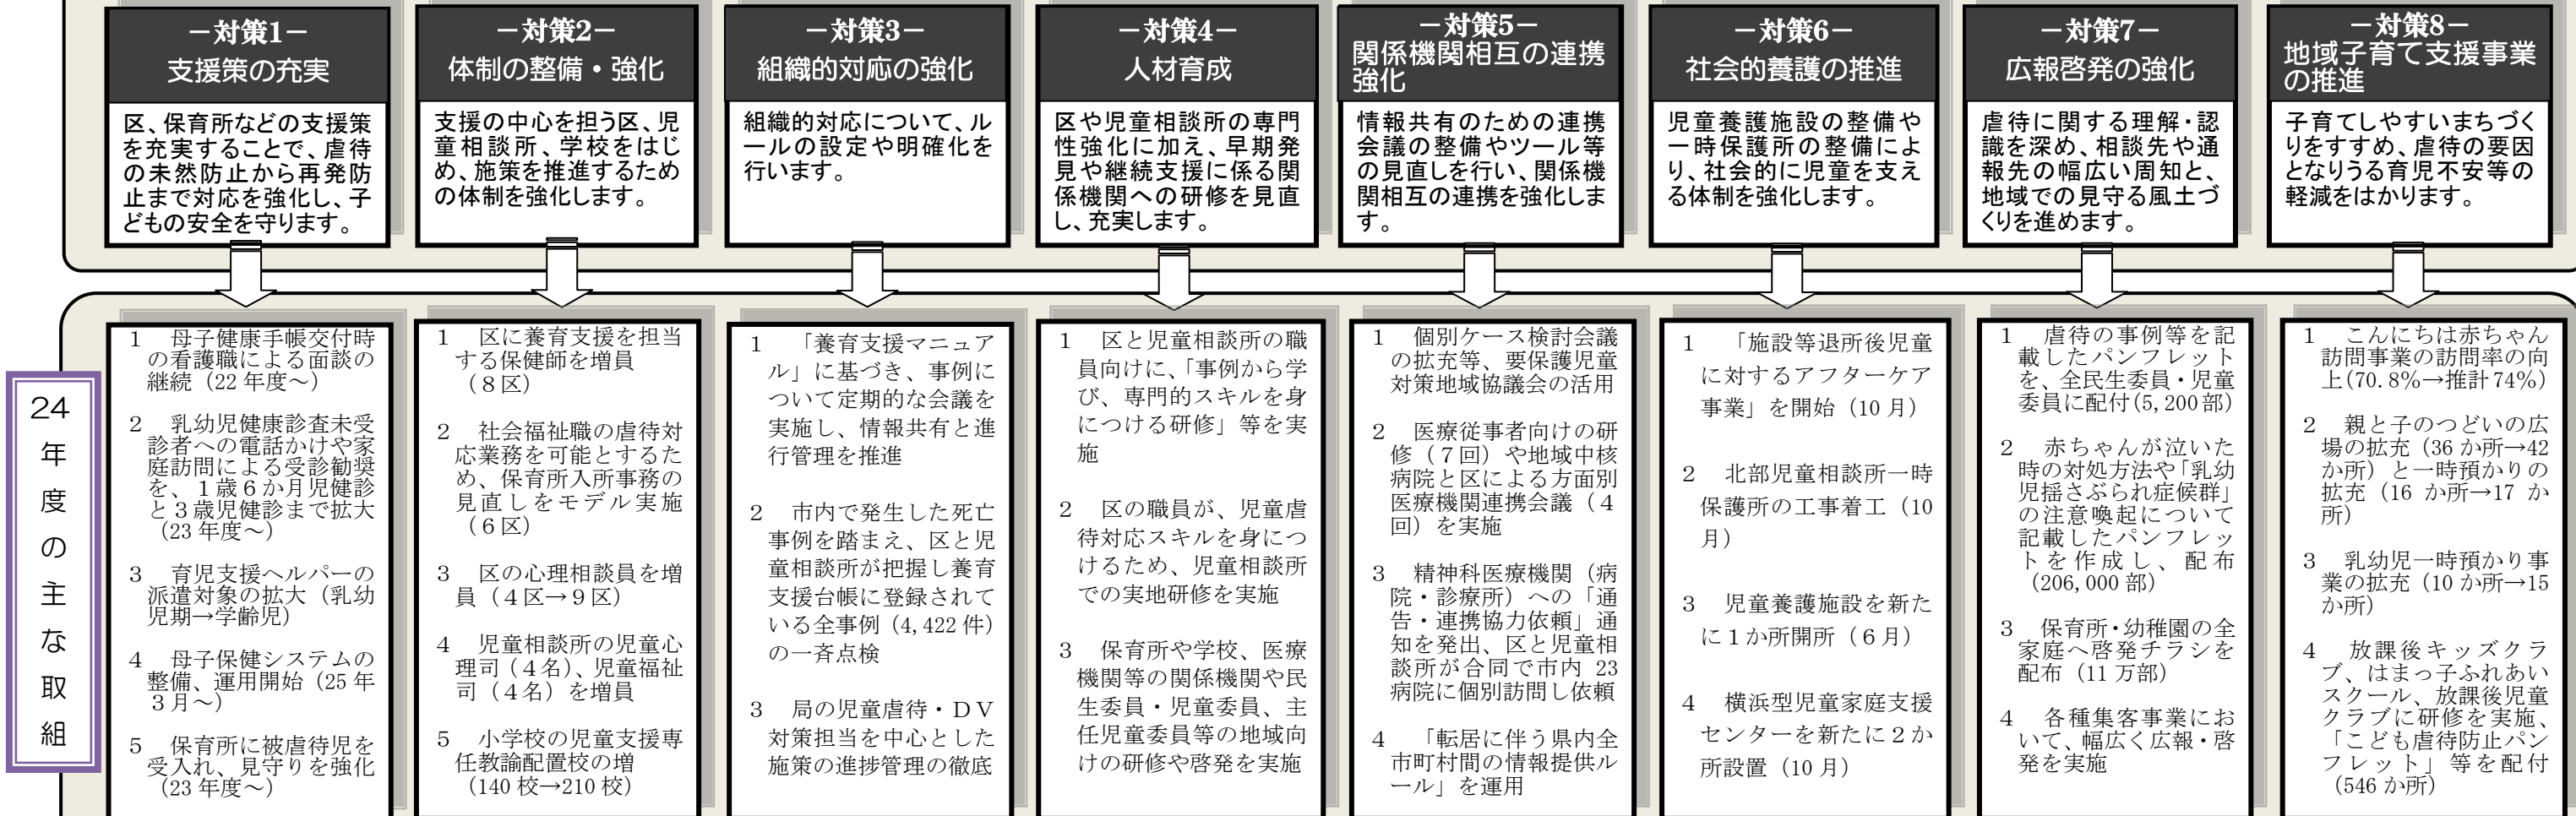 －対策1－
支援策の充実
区、保育所などの支援策
を充実することで、虐待
の未然防止から再発防
止まで対応を強化し、子
どもの安全を守ります。
－対策2－
体制の整備・強化
支援の中心を担う区、児
童相談所、学校をはじ
め、施策を推進するため
の体制を強化します。
－対策3－
組織的対応の強化
組織的対応について、ル
ールの設定や明確化を
行います。
－対策4－
人材育成
区や児童相談所の専門
性強化に加え、早期発
見や継続支援に係る関
係機関への研修を見直
し、充実します。
－対策5－
関係機関相互の連携
強化
情報共有のための連携
会議の整備やツール等
の見直しを行い、関係機
関相互の連携を強化しま
す。
－対策6－
社会的養護の推進
児童養護施設の整備や
一時保護所の整備によ
り、社会的に児童を支え
る体制を強化します。
－対策7－
広報啓発の強化
虐待に関する理解・認
識を深め、相談先や通
報先の幅広い周知と、
地域での見守る風土づ
くりを進めます。
－対策8－
地域子育て支援事業
の推進
子育てしやすいまちづく
りをすすめ、虐待の要因
となりうる育児不安等の
軽減をはかります。
24年度の主な取組
1　母子健康手帳交付時
の看護職による面談の
継続（22年度～）
2　乳幼児健康診査未受
診者への電話かけや家
庭訪問による受診勧奨
を、１歳６か月児健診
と３歳児健診まで拡大
（23年度～）
3　育児支援ヘルパーの
派遣対象の拡大（乳幼
児期→学齢児）
4　母子保健システムの
整備、運用開始（25年
３月～）
5　保育所に被虐待児を
受入れ、見守りを強化
（23年度～）
1　区に養育支援を担当
する保健師を増員
（８区）
2　社会福祉職の虐待対
応業務を可能とするた
め、保育所入所事務の
見直しをモデル実施
（６区）
3　区の心理相談員を増
員（４区→９区）
4　児童相談所の児童心
理司（４名）、児童福祉
司（４名）を増員
5　小学校の児童支援専
任教諭配置校の増
（140校→210校）
1　「養育支援マニュア
ル」に基づき、事例に
ついて定期的な会議を
実施し、情報共有と進
行管理を推進
2　市内で発生した死亡
事例を踏まえ、区と児
童相談所が把握し養育
支援台帳に登録されて
いる全事例（4,422件）
の一斉点検
3　局の児童虐待・ＤＶ
対策担当を中心とした
施策の進捗管理の徹底
1　区と児童相談所の職
員向けに、「事例から学
び、専門的スキルを身
につける研修」等を実
施
2　区の職員が、児童虐
待対応スキルを身につ
けるため、児童相談所
での実地研修を実施
3　保育所や学校、医療
機関等の関係機関や民
生委員・児童委員、主
任児童委員等の地域向
けの研修や啓発を実施
1　個別ケース検討会議
の拡充等、要保護児童
対策地域協議会の活用
2　医療従事者向けの研
修（７回）や地域中核
病院と区による方面別
医療機関連携会議（４
回）を実施
3　精神科医療機関（病
院・診療所）への「通
告・連携協力依頼」通
知を発出、区と児童相
談所が合同で市内 23
病院に個別訪問し依頼
4　「転居に伴う県内全
市町村間の情報提供ル
ール」を運用
1　「施設等退所後児童
に対するアフターケア
事業」を開始（10月）
2　北部児童相談所一時
保護所の工事着工（10
月）
3　児童養護施設を新た
に１か所開所（６月）
4　横浜型児童家庭支援
センターを新たに２か
所設置（10月）
1　虐待の事例等を記
載したパンフレット
を、全民生委員・児童
委員に配付（5,200部）
2　赤ちゃんが泣いた
時の対処方法や「乳幼
児揺さぶられ症候群」
の注意喚起について
記載したパンフレッ
トを作成し、配布
（206,000部）
3　保育所・幼稚園の全
家庭へ啓発チラシを
配布（11万部）
4　各種集客事業にお
いて、幅広く広報・啓
発を実施
1　こんにちは赤ちゃん
訪問事業の訪問率の向
上（70.8%→推計74%）
2　親と子のつどいの広
場の拡充（36か所→42
か所）と一時預かりの
拡充（16か所→17か
所）
3　乳幼児一時預かり事
業の拡充（10か所→15
か所）
4　放課後キッズクラ
ブ、はまっ子ふれあい
スクール、放課後児童
クラブに研修を実施、
「こども虐待防止パン
フレット」等を配付
（546か所）